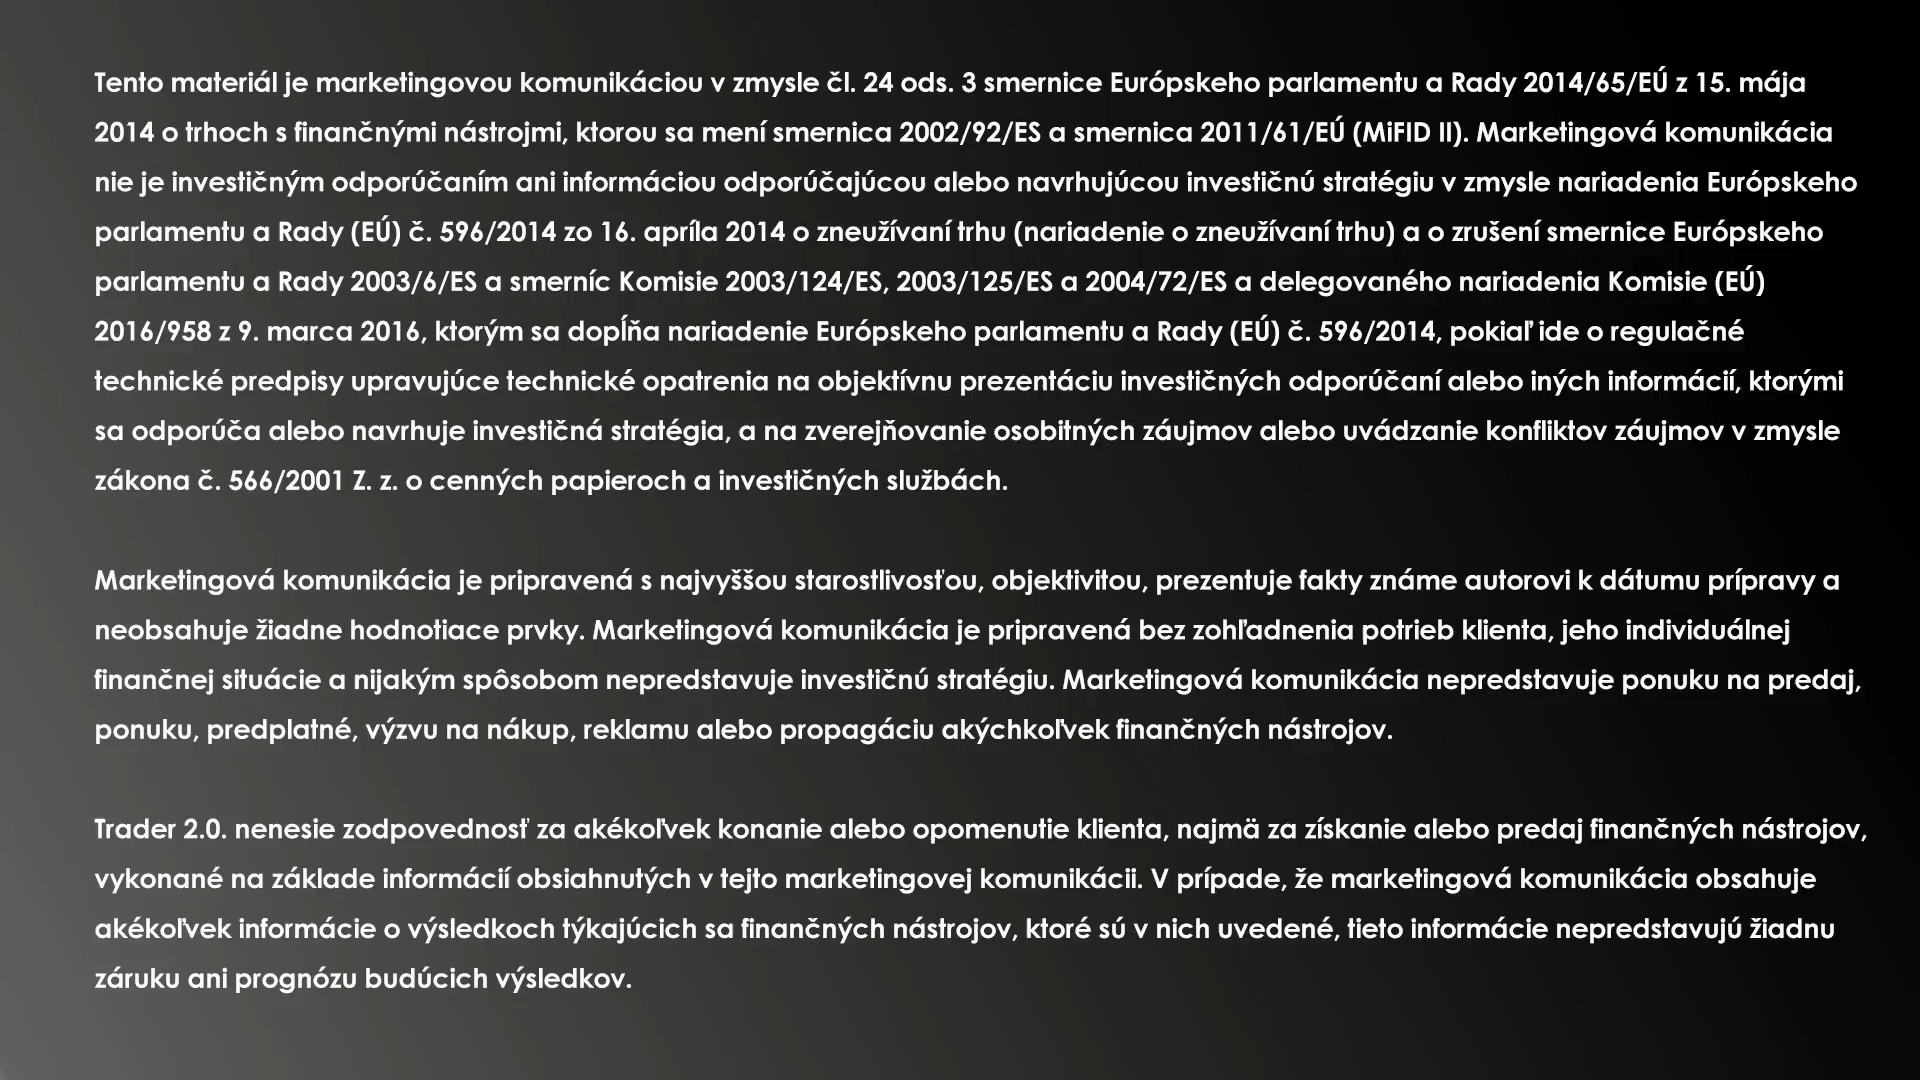 Tento materiál je marketingovou komunikáciou v zmysle čl. 24 ods. 3 smernice Európskeho parlamentu a Rady 2014/65/EÚ z 15. mája
2014 o trhoch s finančnými nástrojmi, ktorou sa mení smernica 2002/92/ES a smernica 2011/61/EÚ (MiFID II). Marketingová komunikácia
nie je investičným odporúčaním ani informáciou odporúčajúcou alebo navrhujúcou investičnú stratégiu v zmysle nariadenia Európskeho
parlamentu a Rady (EÚ) č. 596/2014 zo 16. apríla 2014 o zneužívaní trhu (nariadenie o zneužívaní trhu) a o zrušení smernice Európskeho
parlamentu a Rady 2003/6/ES a smerníc Komisie 2003/124/ES, 2003/125/ES a 2004/72/ES a delegovaného nariadenia Komisie (EÚ)
2016/958 z 9. marca 2016, ktorým sa dopĺňa nariadenie Európskeho parlamentu a Rady (EÚ) č. 596/2014, pokiaľ ide o regulačné
technické predpisy upravujúce technické opatrenia na objektívnu prezentáciu investičných odporúčaní alebo iných informácií, ktorými
sa odporúča alebo navrhuje investičná stratégia, a na zverejňovanie osobitných záujmov alebo uvádzanie konfliktov záujmov v zmysle
zákona č. 566/2001 Z. z. o cenných papieroch a investičných službách.
Marketingová komunikácia je pripravená s najvyššou starostlivosťou, objektivitou, prezentuje fakty známe autorovi k dátumu prípravy a
neobsahuje žiadne hodnotiace prvky. Marketingová komunikácia je pripravená bez zohľadnenia potrieb klienta, jeho individuálnej
finančnej situácie a nijakým spôsobom nepredstavuje investičnú stratégiu. Marketingová komunikácia nepredstavuje ponuku na predaj,
ponuku, predplatné, výzvu na nákup, reklamu alebo propagáciu akýchkoľvek finančných nástrojov.
Trader 2.0. nenesie zodpovednosť za akékoľvek konanie alebo opomenutie klienta, najmä za získanie alebo predaj finančných nástrojov,
vykonané na základe informácií obsiahnutých v tejto marketingovej komunikácii. V prípade, že marketingová komunikácia obsahuje
akékoľvek informácie o výsledkoch týkajúcich sa finančných nástrojov, ktoré sú v nich uvedené, tieto informácie nepredstavujú žiadnu
záruku ani prognózu budúcich výsledkov.